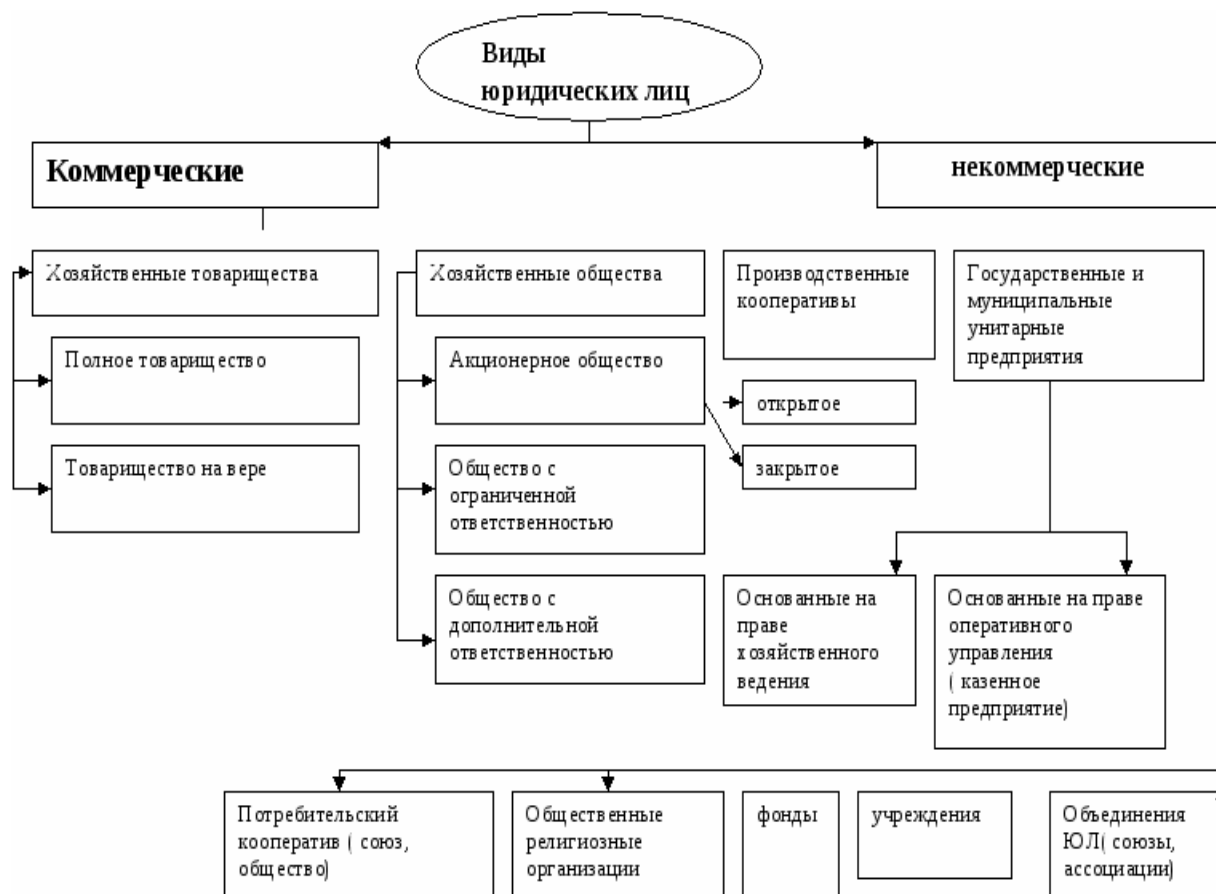 Виды
юридических лиц
Коммерческие
некоммерческие
Хозяйственные товарищества
Хозяйственные общества
Производственные
кооперативы
Государственные и
муниципальные
унитарные
предприятия
Полное товарищество
Акционерное общество
открытое
Товарищество на вере
Общество с
ограниченной
ответственностью
закрытое
Общество с
дополнительной
ответственностью
Основанные на
праве
хозяйственного
ведения
Основанные на праве
оперативного
управления
( казенное
предприятие)
Потребительский
кооператив ( союз,
общество)
Общественные
религиозные
организации
фонды
учреждения
Объединения
ЮЛ( союзы,
ассоциации)